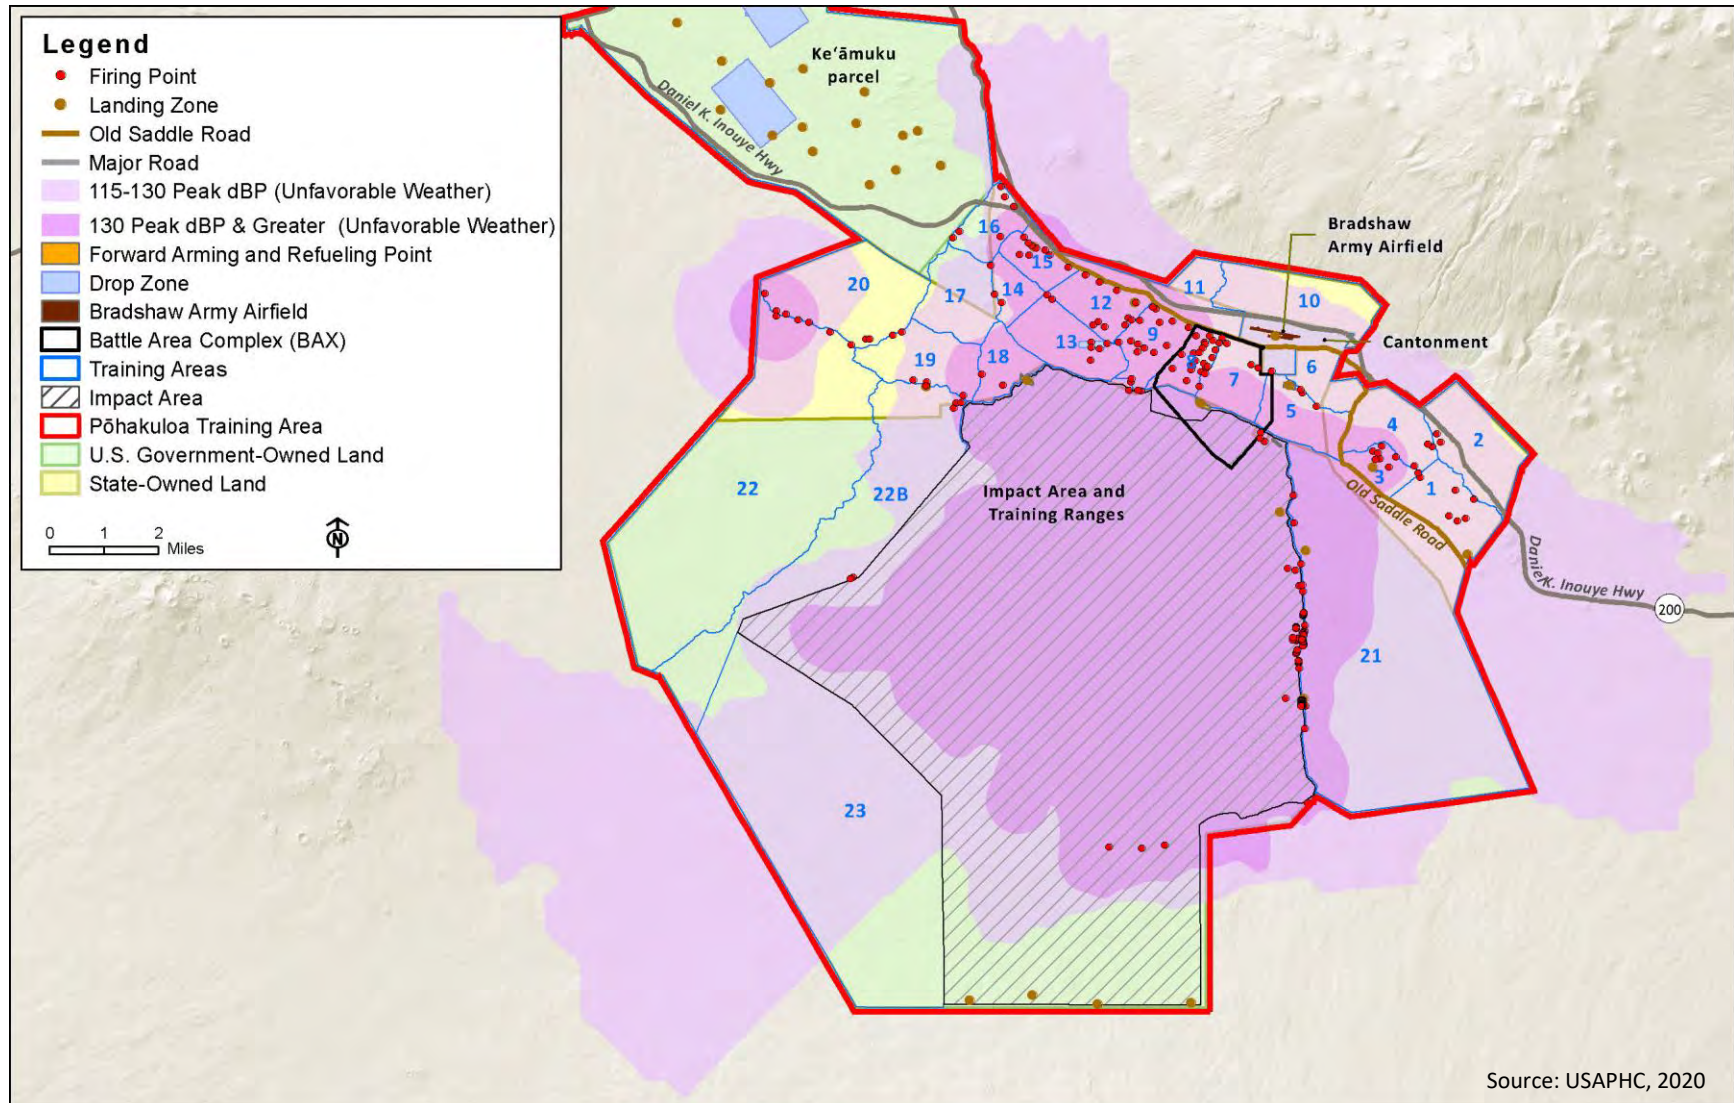 Legend
Firing Point
Landing Zone
Old Saddle Road
Major Road
115-130 Peak dBP (Unfavorable Weather)
130 Peak dBP & Greater (Unfavorable Weather)
Forward Arming and Refueling Point
Drop Zone
Bradshaw Army Airfield
Battle Area Complex (BAX)
Training Areas
Impact Area
Pōhakuloa Training Area
U.S. Government-Owned Land
State-Owned Land
0 1 2
Miles
N
Keʻāmuku
parcel
Daniel K. Inouye Hwy
Bradshaw
Army Airfield
Cantonment
16
15
20
17
14
12
11
10
13
9
8
7
6
19
18
5
4
2
3
1
22
22B
Impact Area and
Training Ranges
Old Saddle Road
Daniel K. Inouye Hwy
200
21
23
Source: USAPHC, 2020